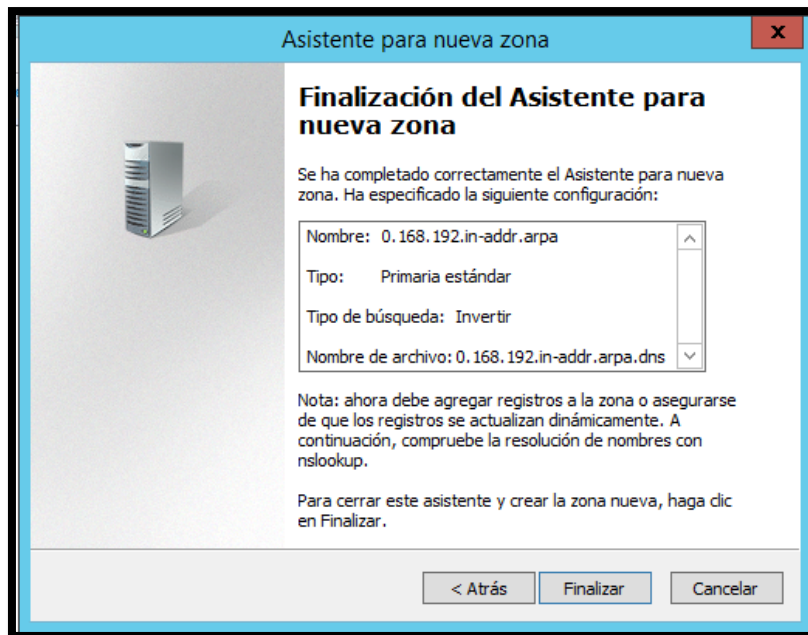 Asistente para nueva zona
x
Finalización del Asistente para
nueva zona
Se ha completado correctamente el Asistente para nueva
zona. Ha especificado la siguiente configuración:
Nombre: 0.168.192.in-addr.arpa
Tipo: Primaria estándar
Tipo de búsqueda: Invertir
Nombre de archivo: 0.168.192.in-addr.arpa.dns
Nota: ahora debe agregar registros a la zona o asegurarse
de que los registros se actualizan dinámicamente. A
continuación, compruebe la resolución de nombres con
nslookup.
Para cerrar este asistente y crear la zona nueva, haga clic
en Finalizar.
< Atrás Finalizar Cancelar